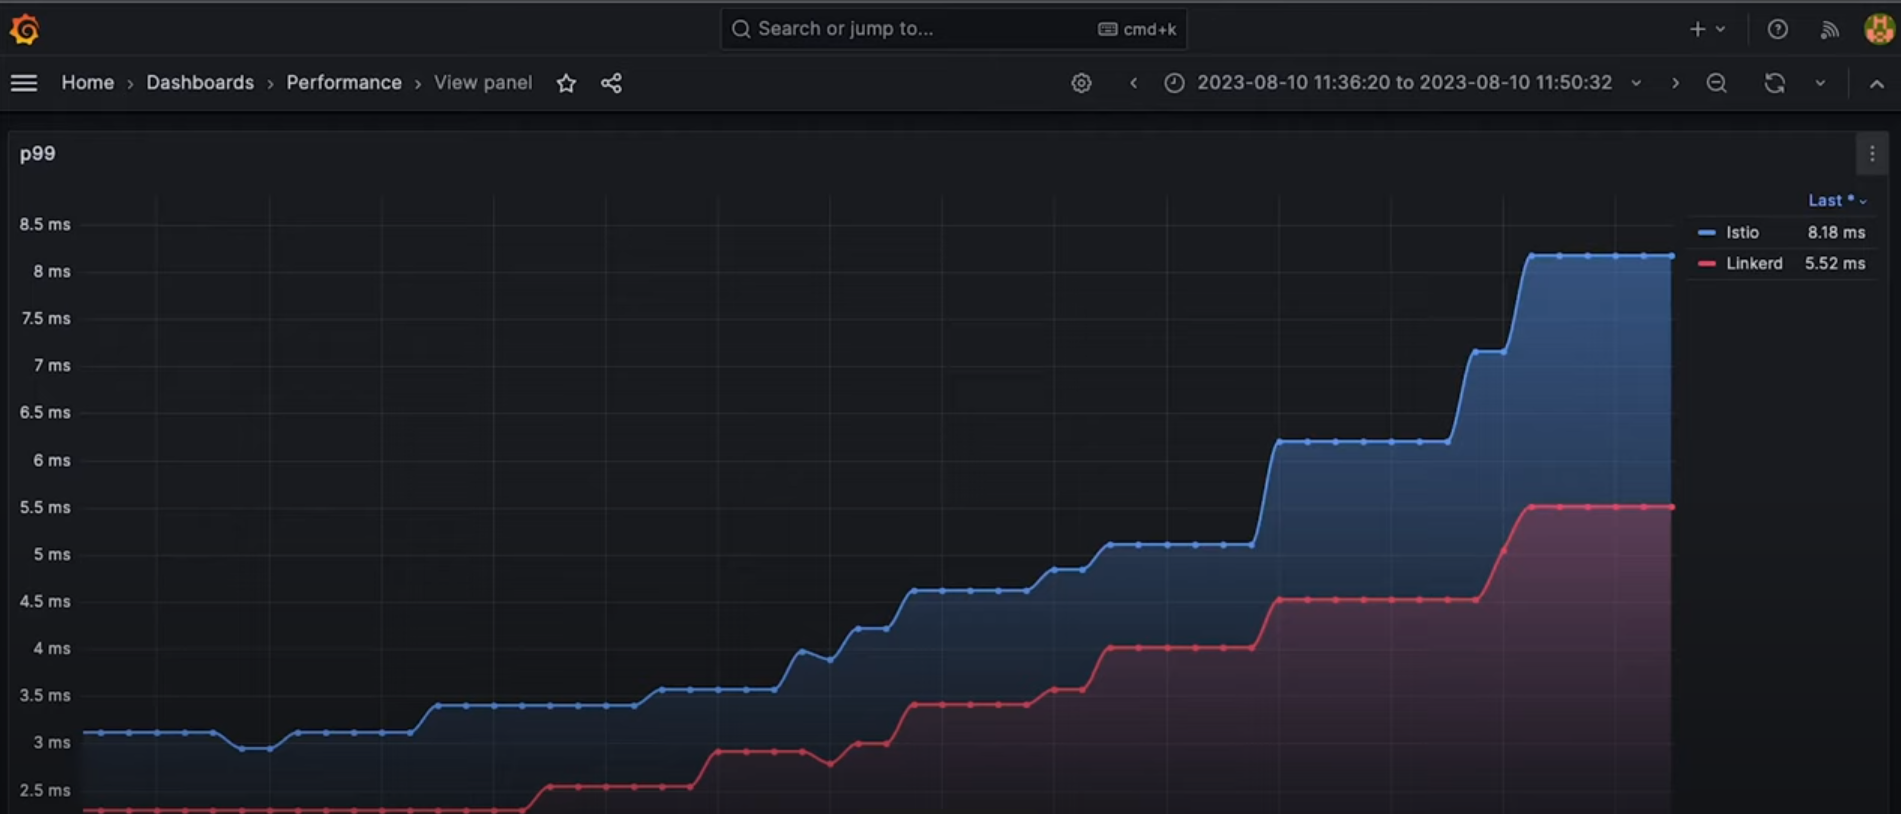 Search or jump to... cmd+k
Home › Dashboards › Performance › View panel 2023-08-10 11:36:20 to 2023-08-10 11:50:32
p99
Last *
Istio 8.18 ms
Linkerd 5.52 ms
8.5 ms
8 ms
7.5 ms
7 ms
6.5 ms
6 ms
5.5 ms
5 ms
4.5 ms
4 ms
3.5 ms
3 ms
2.5 ms